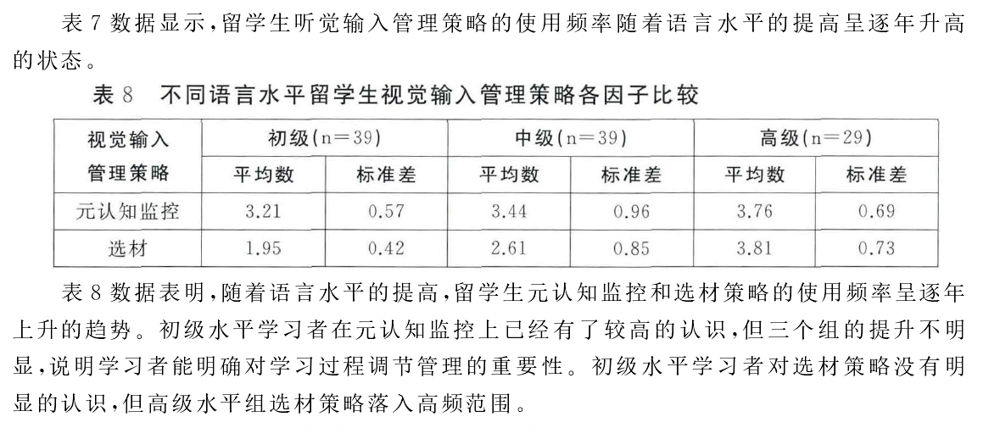 表7数据显示,留学生听觉输入管理策略的使用频率随着语言水平的提高呈逐年升高
的状态。
表8 不同语言水平留学生视觉输入管理策略各因子比较
视觉输入 初级(n=39) 中级(n=39) 高级(n=29)
管理策略 平均数 标准差 平均数 标准差 平均数 标准差
元认知监控 3.21 0.57 3.44 0.96 3.76 0.69
选材 1.95 0.42 2.61 0.85 3.81 0.73
表8数据表明,随着语言水平的提高,留学生元认知监控和选材策略的使用频率呈逐年
上升的趋势。初级水平学习者在元认知监控上已经有了较高的认识,但三个组的提升不明
显,说明学习者能明确对学习过程调节管理的重要性。初级水平学习者对选材策略没有明
显的认识,但高级水平组选材策略落入高频范围。